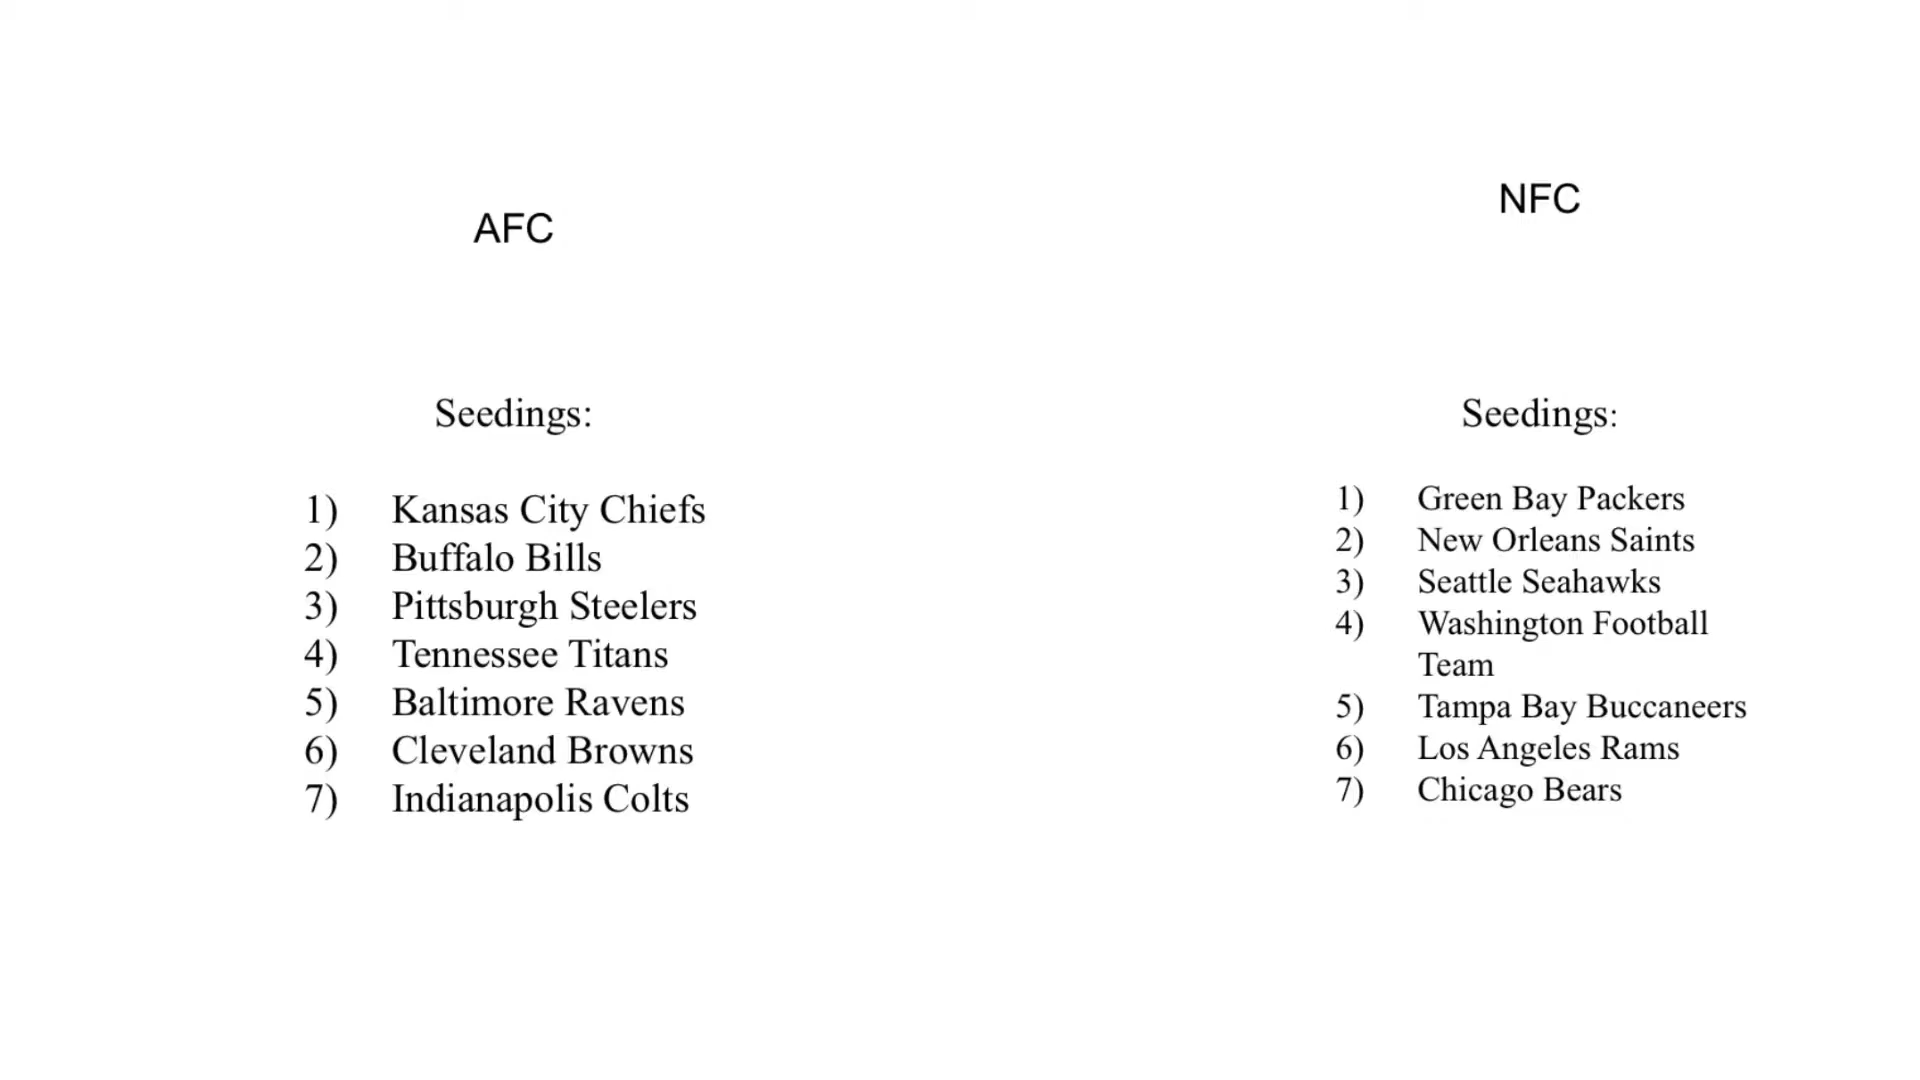 AFC
Seedings:
1) Kansas City Chiefs
2) Buffalo Bills
3) Pittsburgh Steelers
4) Tennessee Titans
5) Baltimore Ravens
6) Cleveland Browns
7) Indianapolis Colts
NFC
Seedings:
1) Green Bay Packers
2) New Orleans Saints
3) Seattle Seahawks
4) Washington Football
Team
5) Tampa Bay Buccaneers
6) Los Angeles Rams
7) Chicago Bears